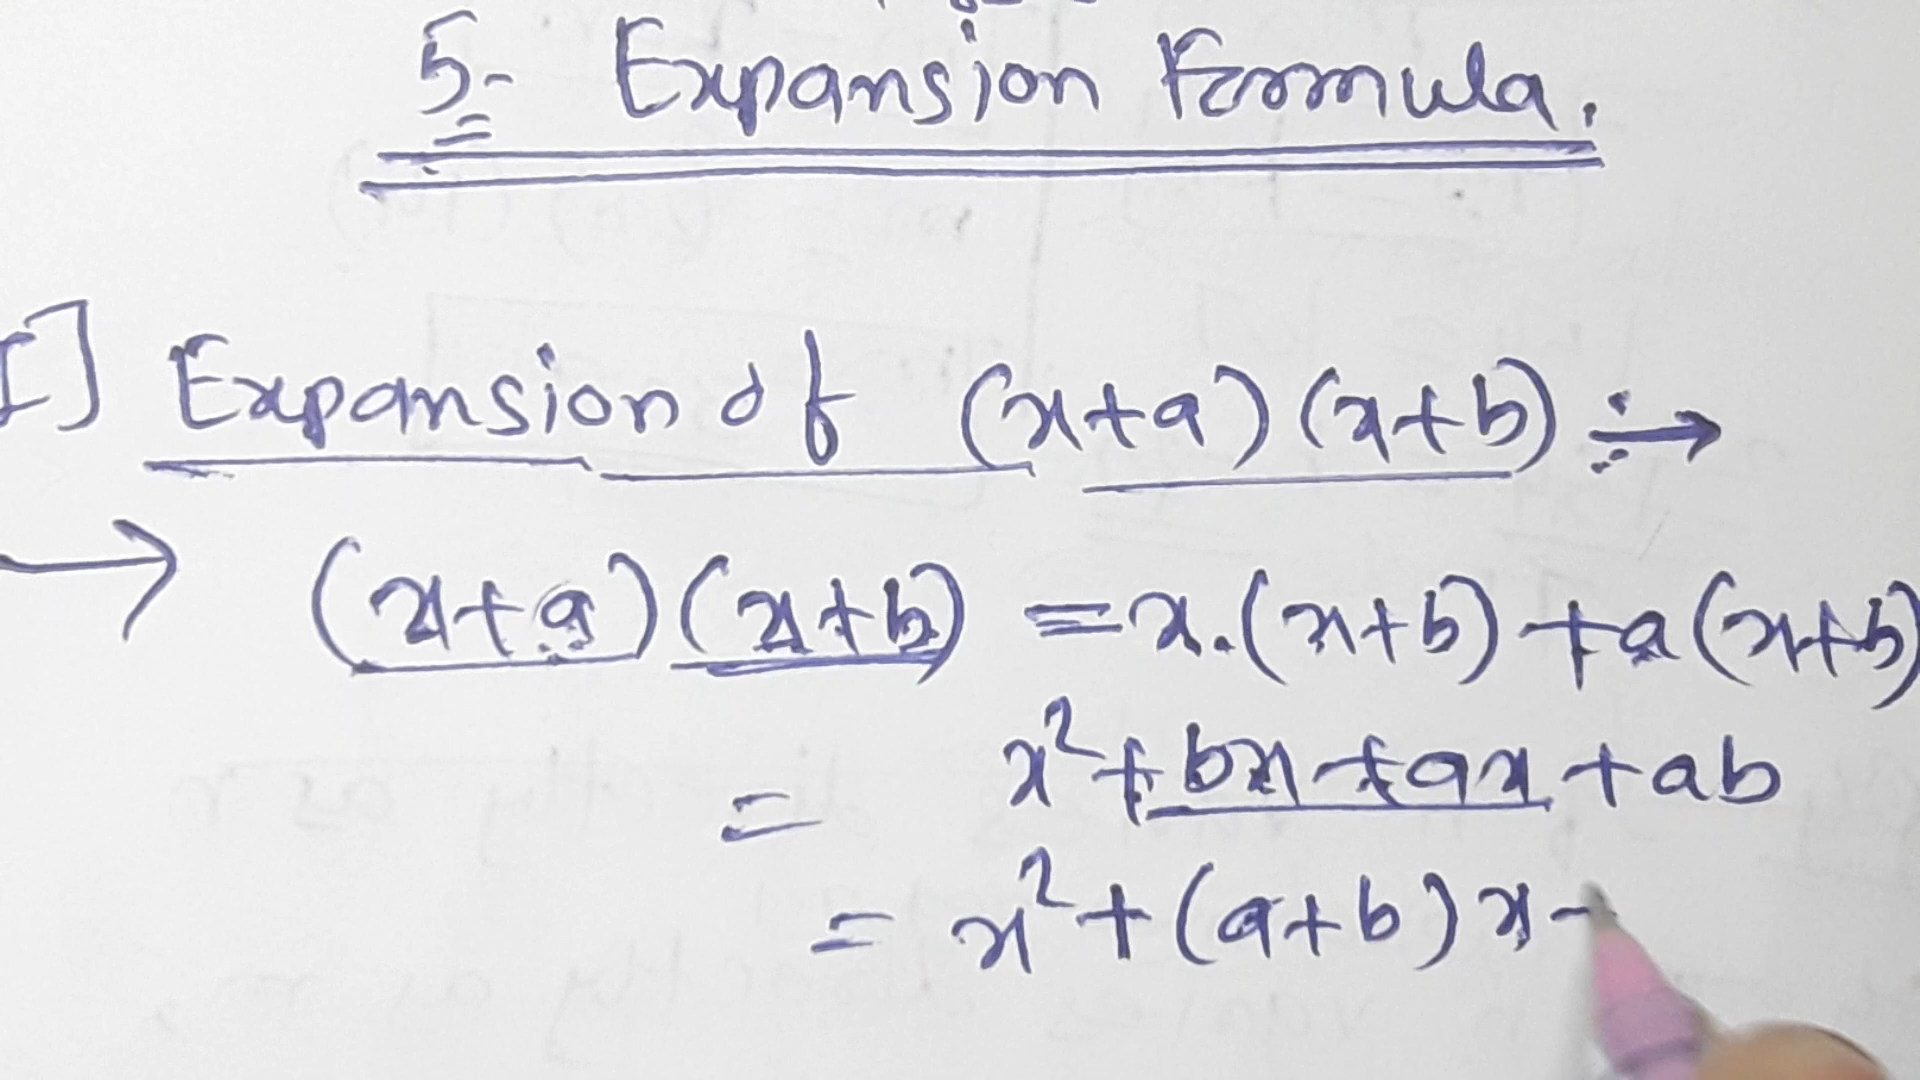 5- Expansion Formula.
I] Expansion of (x+a) (x+b) ÷→
→ (x+a) (x+b) = x.(x+b) + a(x+b)
= x²+bx+ax+ab
= x²+(a+b)x-